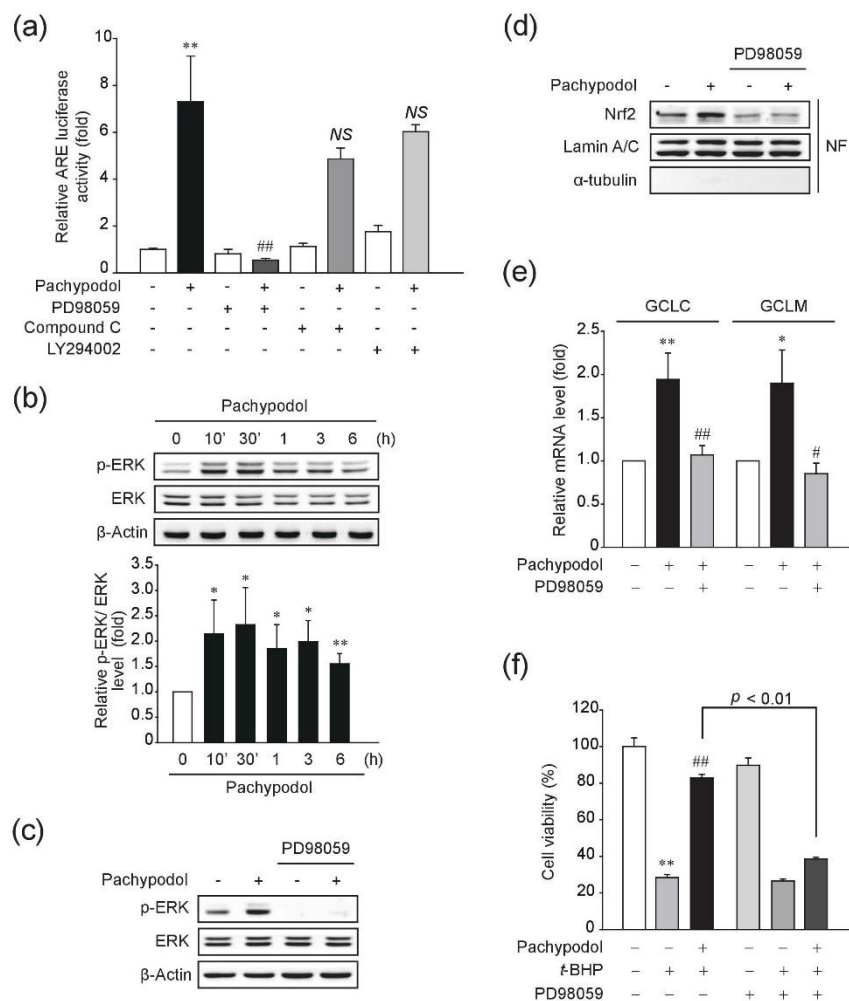 (a)
Relative ARE luciferase
activity (fold)
10
8
6
4
2
0
**
##
NS
NS
Pachypodol - + - + - + - +
PD98059 - - + + - - - -
Compound C - - - - + + - -
LY294002 - - - - - - + +
(b)
Pachypodol
0 10' 30' 1 3 6 (h)
p-ERK
ERK
β-Actin
Relative p-ERK/ ERK
level (fold)
3.5
3.0
2.5
2.0
1.5
1.0
0.5
0.0
* * * * **
0 10' 30' 1 3 6 (h)
Pachypodol
(c)
PD98059
Pachypodol - + - +
p-ERK
ERK
β-Actin
(d)
PD98059
Pachypodol - + - +
Nrf2
Lamin A/C
α-tubulin
NF
(e)
GCLC GCLM
Relative mRNA level (fold)
2.5
2.0
1.5
1.0
0.5
0
**
##
*
#
Pachypodol – + + – + +
PD98059 – – + – – +
(f)
p < 0.01
Cell viability (%)
120
100
80
60
40
20
0
**
##
Pachypodol – – + – – +
t-BHP – + + – + +
PD98059 – – – + + +